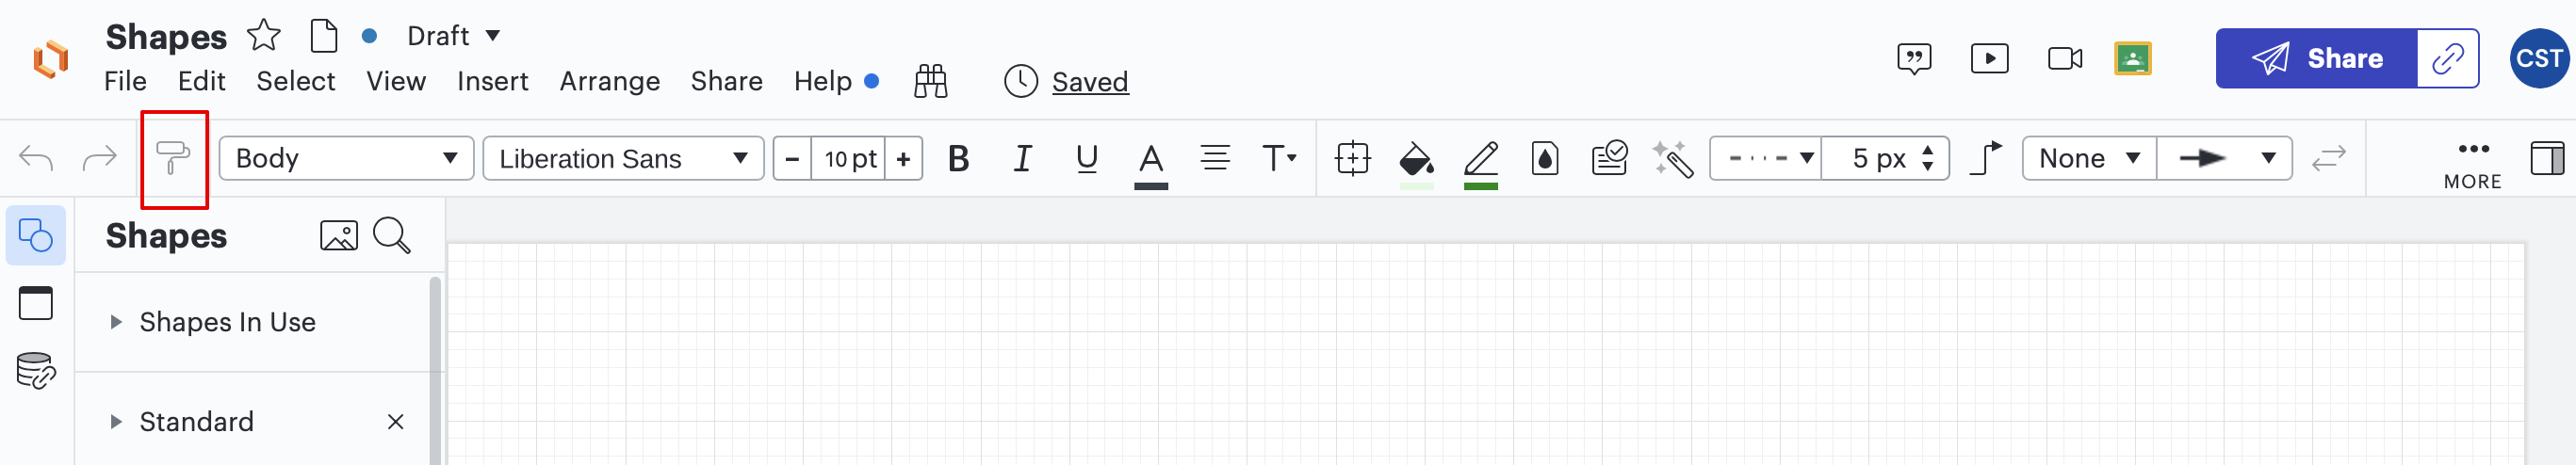 Shapes Draft
File Edit Select View Insert Arrange Share Help Saved
Share CST
Body Liberation Sans − 10 pt + B I U A T 5 px None
MORE
Shapes
Shapes In Use
Standard